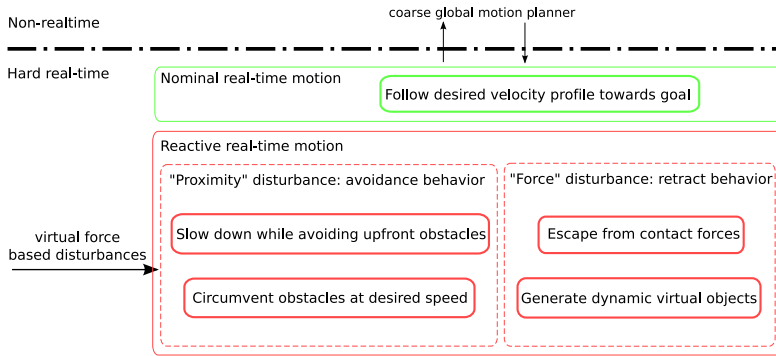 coarse global motion planner
Non-realtime
Hard real-time
Nominal real-time motion
Follow desired velocity profile towards goal
Reactive real-time motion
"Proximity" disturbance: avoidance behavior
"Force" disturbance: retract behavior
Slow down while avoiding upfront obstacles
Escape from contact forces
virtual force
based disturbances
Circumvent obstacles at desired speed
Generate dynamic virtual objects